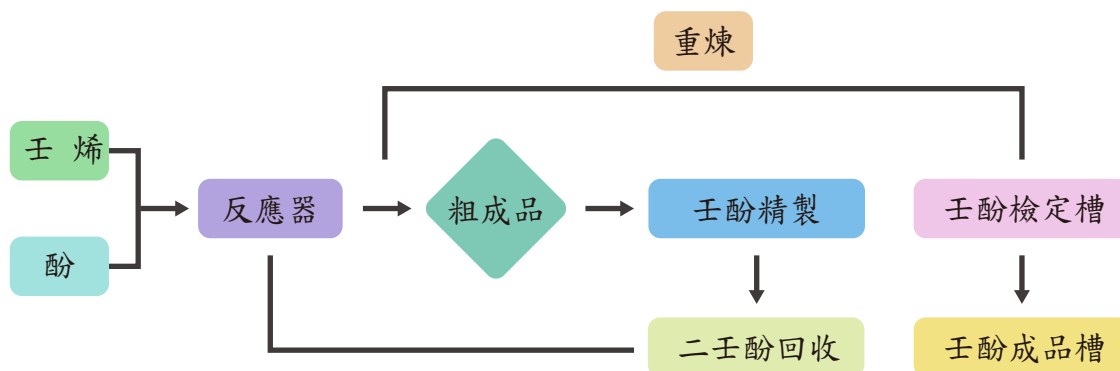 重煉
壬 烯
酚
反應器
粗成品
壬酚精製
壬酚檢定槽
二壬酚回收
壬酚成品槽